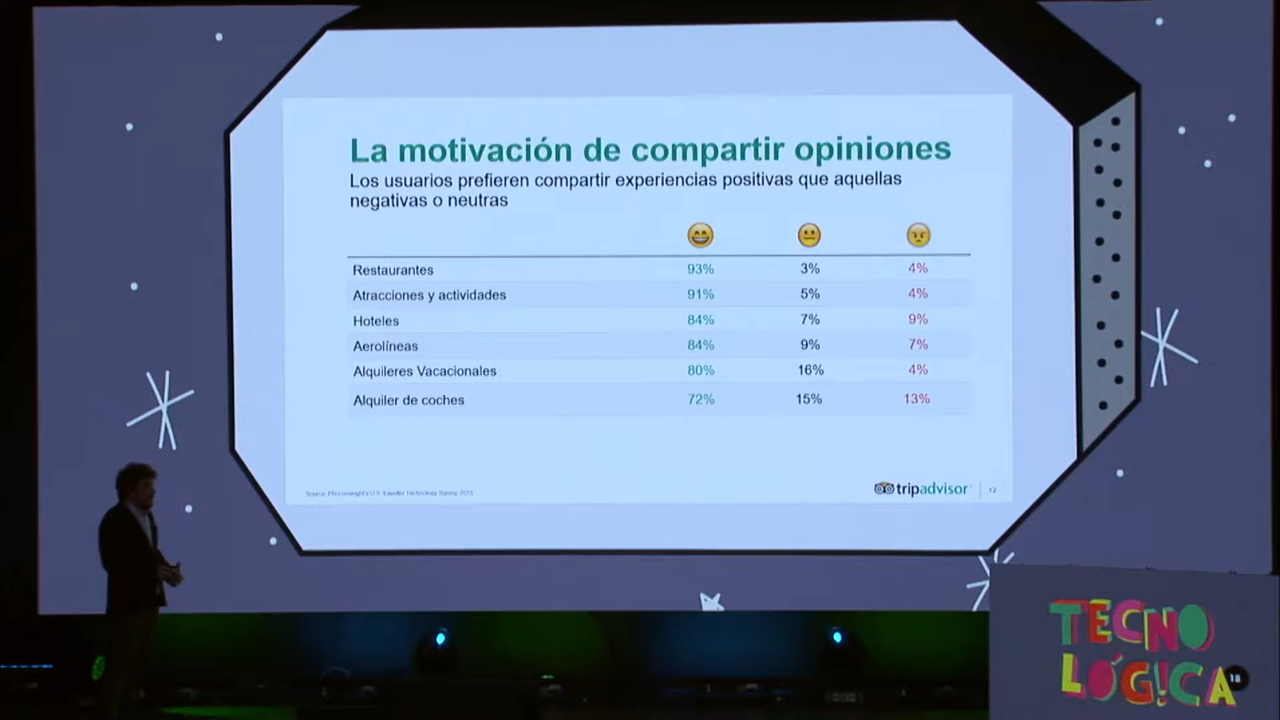 La motivación de compartir opiniones
Los usuarios prefieren compartir experiencias positivas que aquellas
negativas o neutras
Restaurantes 93% 3% 4%
Atracciones y actividades 91% 5% 4%
Hoteles 84% 7% 9%
Aerolíneas 84% 9% 7%
Alquileres Vacacionales 80% 16% 4%
Alquiler de coches 72% 15% 13%
tripadvisor 12
TECNO
LÓG!CA 18